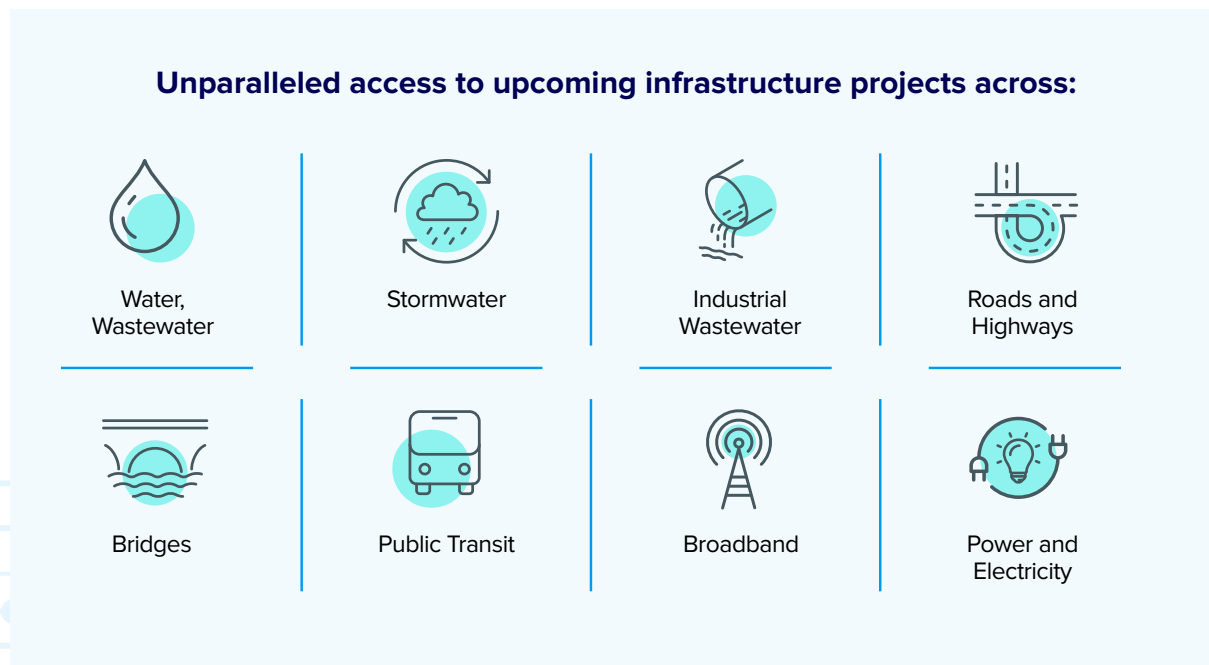 Unparalleled access to upcoming infrastructure projects across:
Water,
Wastewater
Stormwater
Industrial
Wastewater
Roads and
Highways
Bridges
Public Transit
Broadband
Power and
Electricity